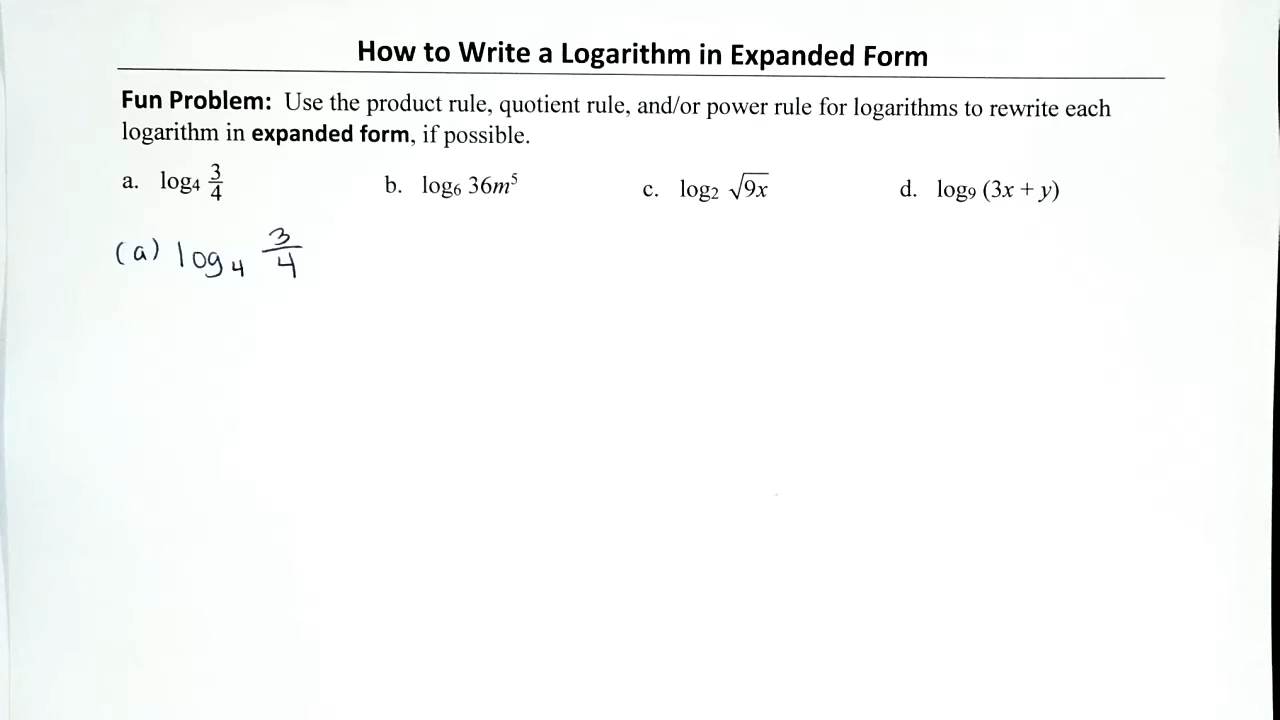 How to Write a Logarithm in Expanded Form
Fun Problem: Use the product rule, quotient rule, and/or power rule for logarithms to rewrite each
logarithm in expanded form, if possible.
a. log₄ 3/4 b. log₆ 36m⁵ c. log₂ √9x d. log₉ (3x + y)
(a) log₄ 3/4